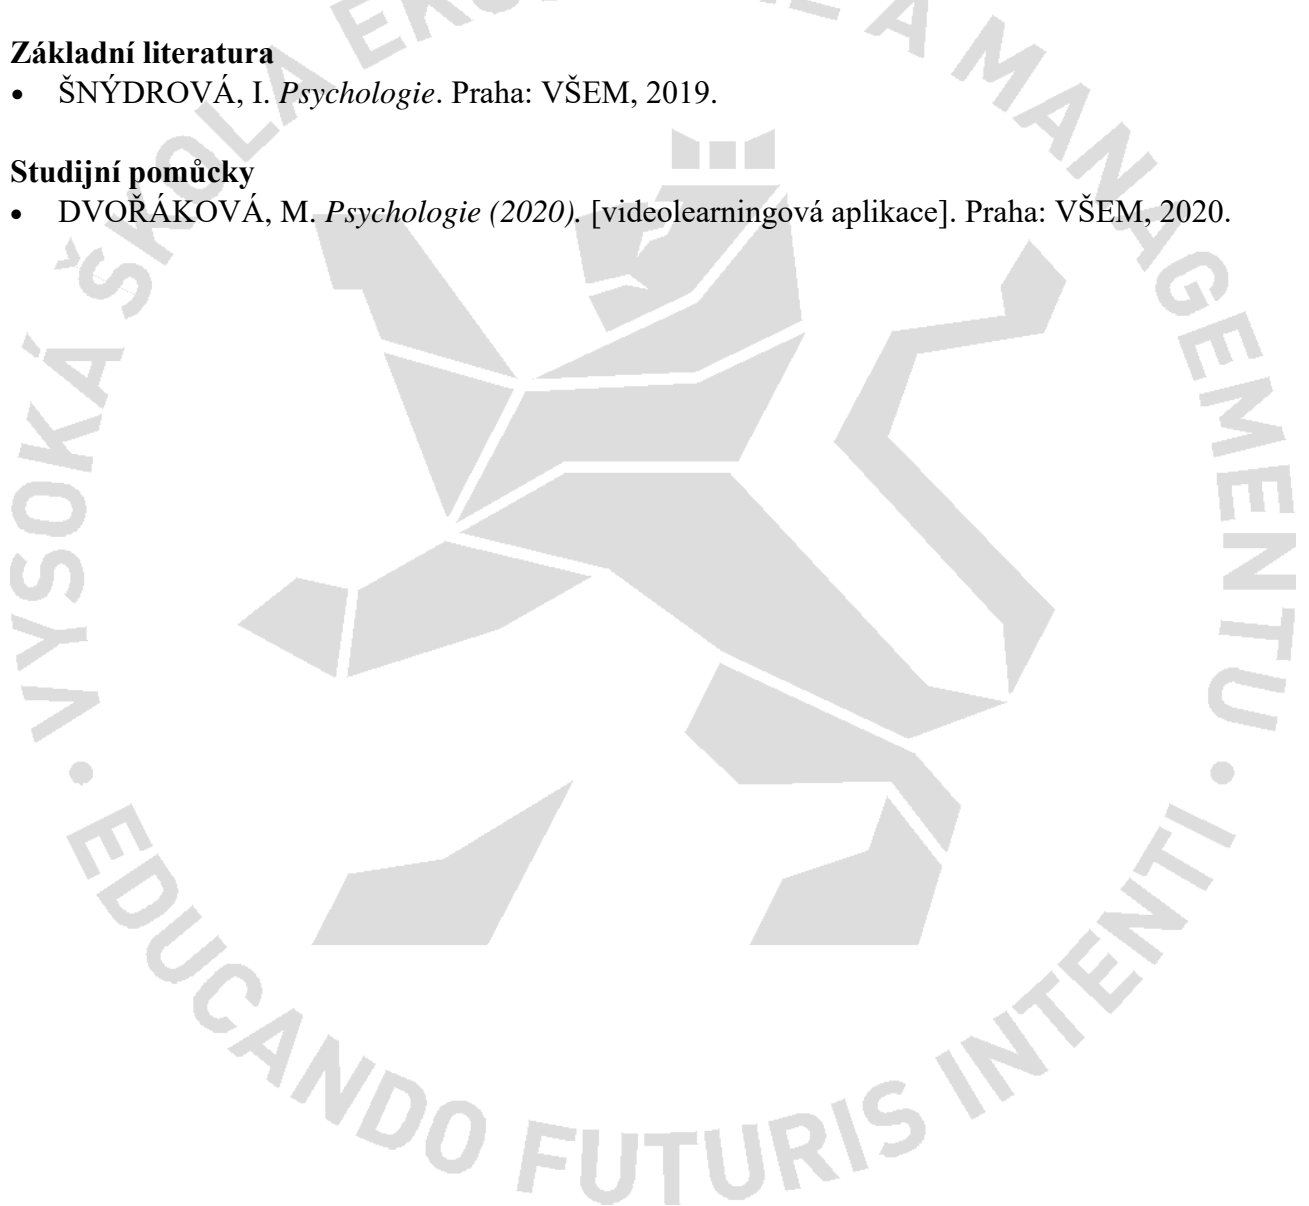 Základní literatura
• ŠNÝDROVÁ, I. Psychologie. Praha: VŠEM, 2019.
Studijní pomůcky
• DVOŘÁKOVÁ, M. Psychologie (2020). [videolearningová aplikace]. Praha: VŠEM, 2020.
VYSOKÁ ŠKOLA A MANAGEMENTU
• EDUCANDO FUTURIS INTENTI •